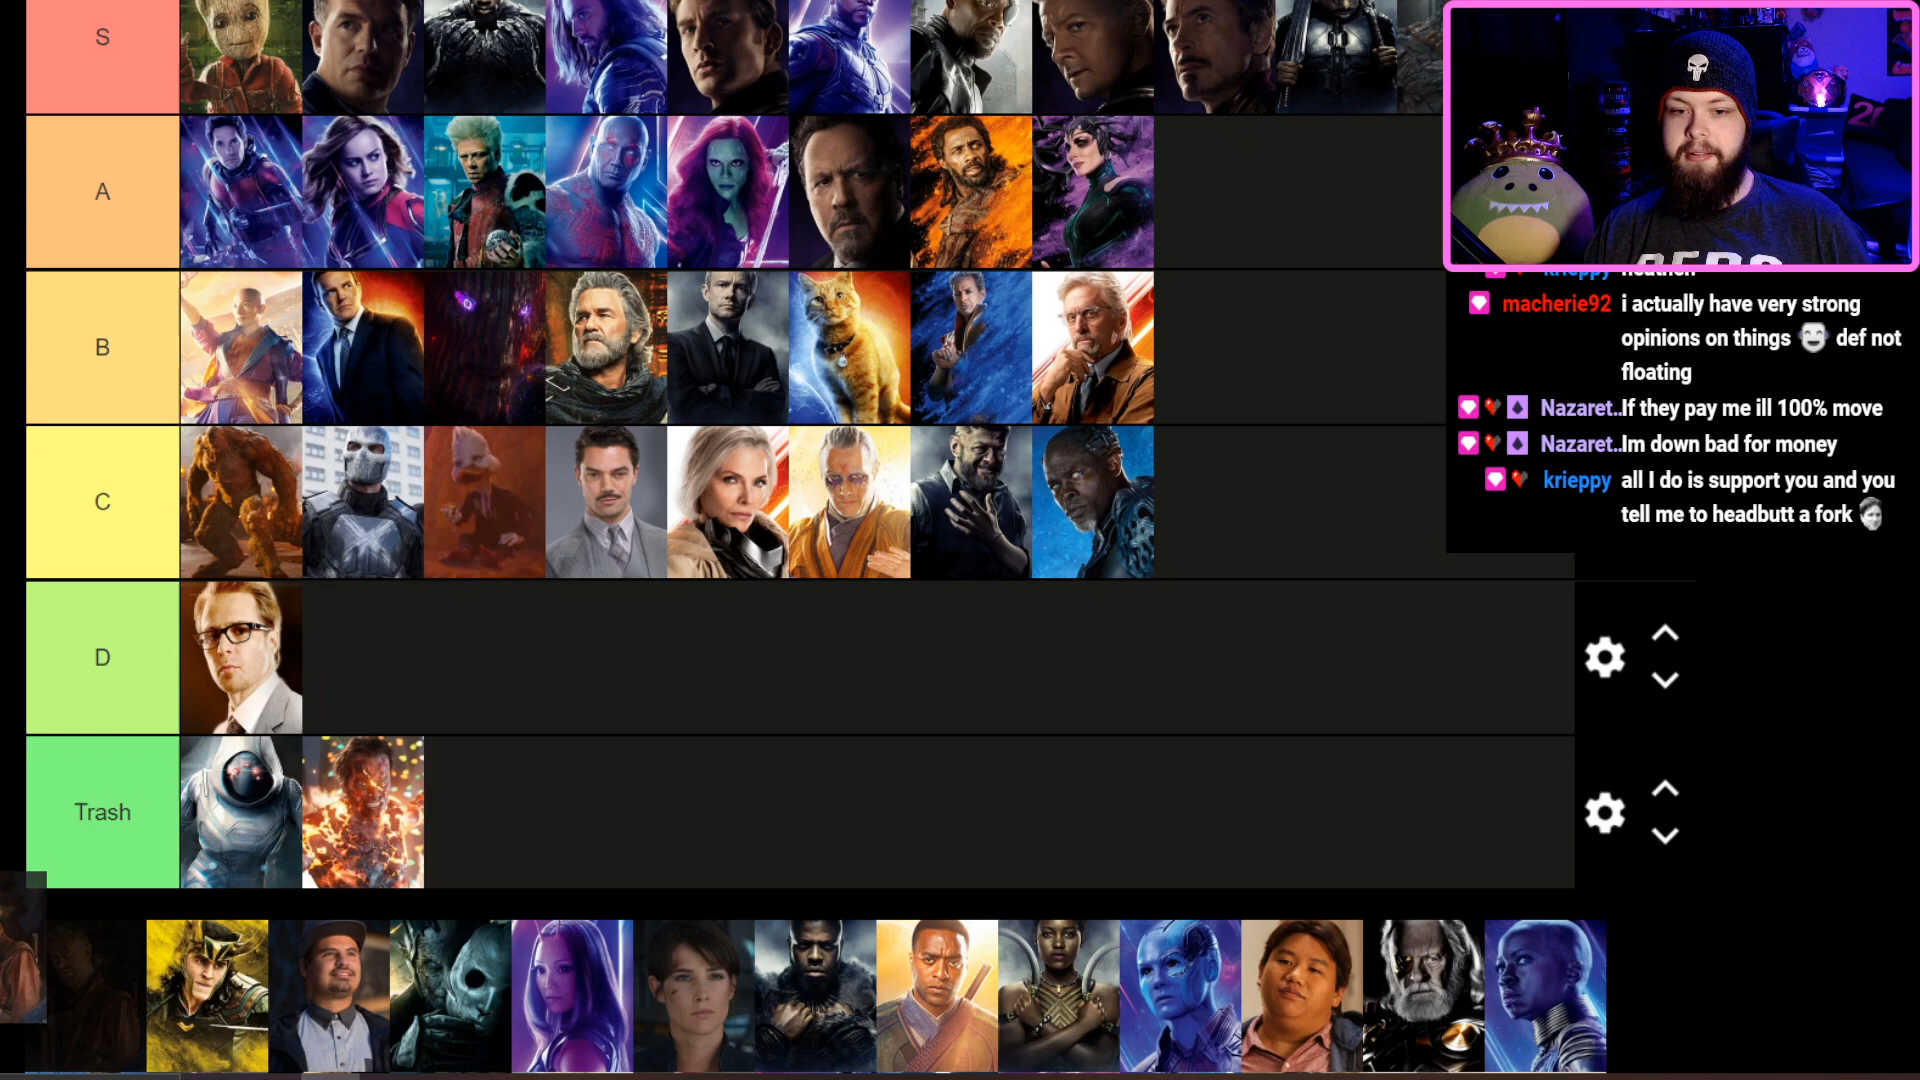 S
A
B
C
D
Trash
krieppy heathen
macherie92 i actually have very strong
opinions on things def not
floating
Nazaret..If they pay me ill 100% move
Nazaret..Im down bad for money
krieppy all I do is support you and you
tell me to headbutt a fork